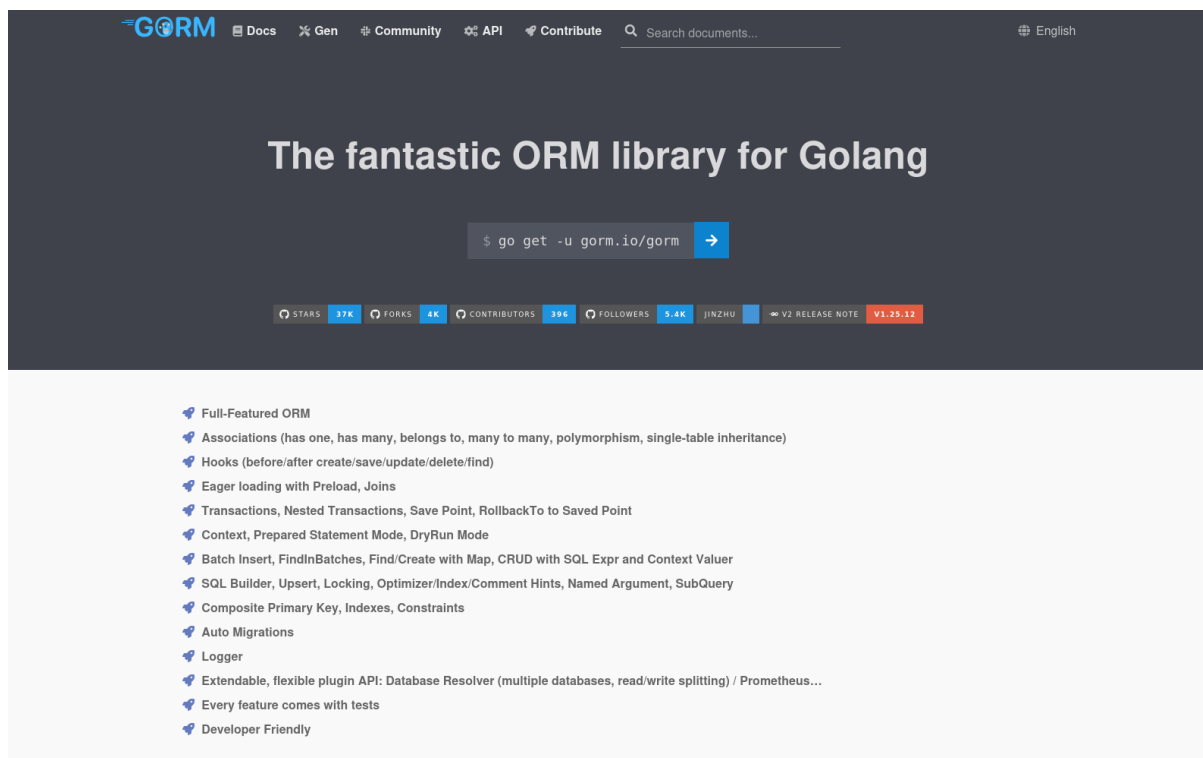 GORM Docs Gen Community API Contribute Search documents... English
The fantastic ORM library for Golang
$ go get -u gorm.io/gorm
STARS 37K FORKS 4K CONTRIBUTORS 396 FOLLOWERS 5.4K JINZHU V2 RELEASE NOTE V1.25.12
Full-Featured ORM
Associations (has one, has many, belongs to, many to many, polymorphism, single-table inheritance)
Hooks (before/after create/save/update/delete/find)
Eager loading with Preload, Joins
Transactions, Nested Transactions, Save Point, RollbackTo to Saved Point
Context, Prepared Statement Mode, DryRun Mode
Batch Insert, FindInBatches, Find/Create with Map, CRUD with SQL Expr and Context Valuer
SQL Builder, Upsert, Locking, Optimizer/Index/Comment Hints, Named Argument, SubQuery
Composite Primary Key, Indexes, Constraints
Auto Migrations
Logger
Extendable, flexible plugin API: Database Resolver (multiple databases, read/write splitting) / Prometheus…
Every feature comes with tests
Developer Friendly